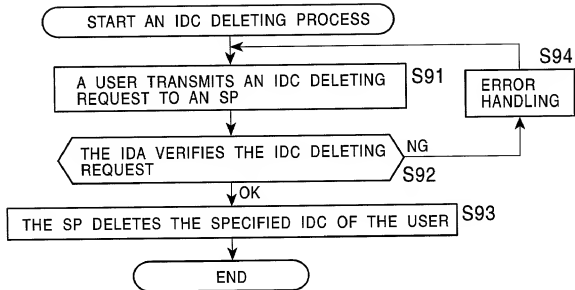 START AN IDC DELETING PROCESS
A USER TRANSMITS AN IDC DELETING
REQUEST TO AN SP
S91
S94
ERROR
HANDLING
THE IDA VERIFIES THE IDC DELETING
REQUEST
NG
S92
OK
THE SP DELETES THE SPECIFIED IDC OF THE USER
S93
END